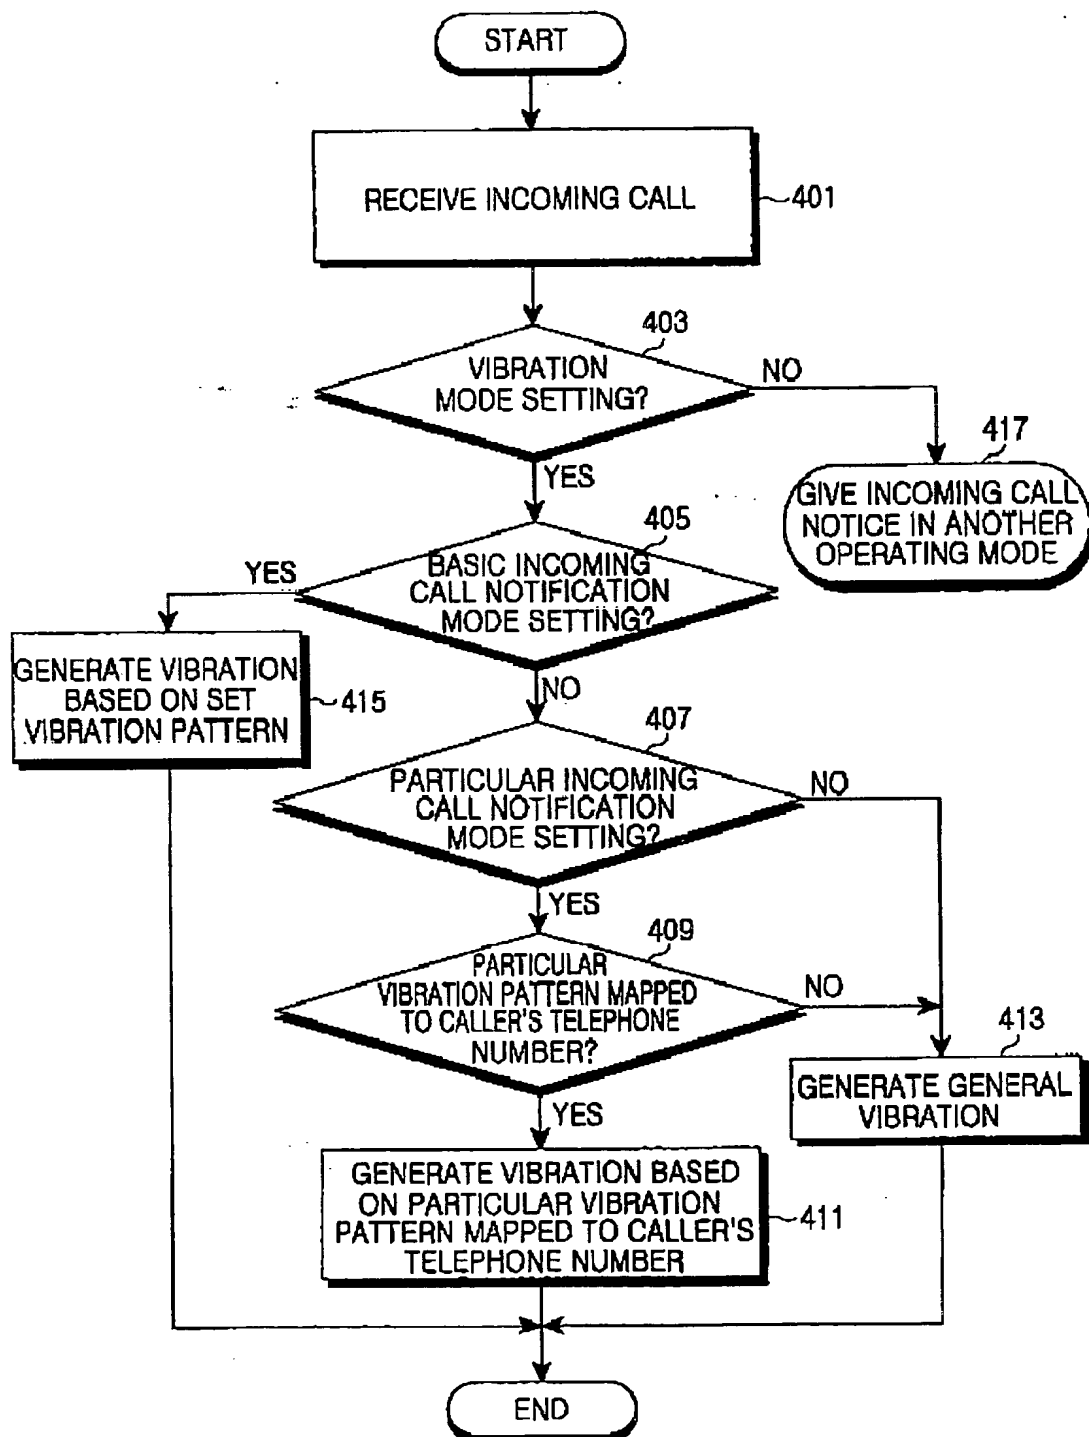 START
RECEIVE INCOMING CALL
401
403
VIBRATION
MODE SETTING?
NO
YES
417
GIVE INCOMING CALL
NOTICE IN ANOTHER
OPERATING MODE
405
BASIC INCOMING
CALL NOTIFICATION
MODE SETTING?
YES
NO
GENERATE VIBRATION
BASED ON SET
VIBRATION PATTERN
415
407
PARTICULAR INCOMING
CALL NOTIFICATION
MODE SETTING?
NO
YES
409
PARTICULAR
VIBRATION PATTERN MAPPED
TO CALLER'S TELEPHONE
NUMBER?
NO
YES
413
GENERATE GENERAL
VIBRATION
GENERATE VIBRATION BASED
ON PARTICULAR VIBRATION
PATTERN MAPPED TO CALLER'S
TELEPHONE NUMBER
411
END